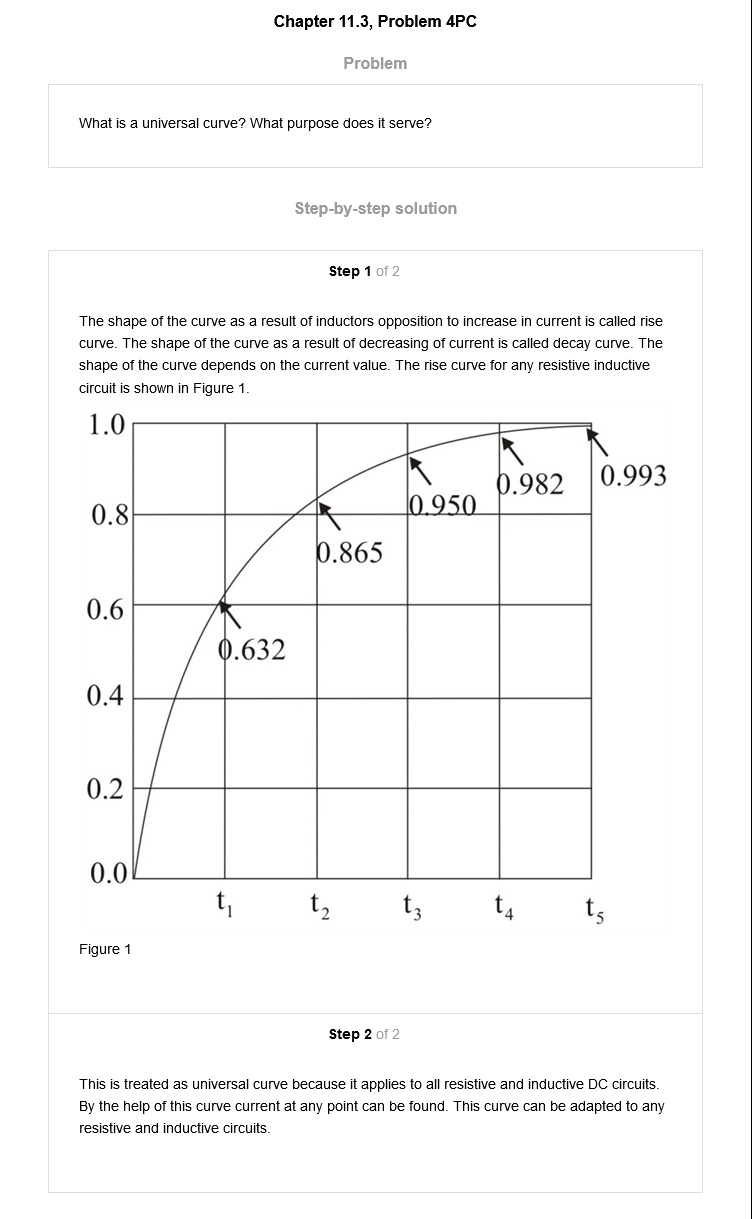 Chapter 11.3, Problem 4PC
Problem
What is a universal curve? What purpose does it serve?
Step-by-step solution
Step 1 of 2
The shape of the curve as a result of inductors opposition to increase in current is called rise
curve. The shape of the curve as a result of decreasing of current is called decay curve. The
shape of the curve depends on the current value. The rise curve for any resistive inductive
circuit is shown in Figure 1.
1.0
0.993
0.982
0.950
0.8
0.865
0.6
0.632
0.4
0.2
0.0
t₁ t₂ t₃ t₄ t₅
Figure 1
Step 2 of 2
This is treated as universal curve because it applies to all resistive and inductive DC circuits.
By the help of this curve current at any point can be found. This curve can be adapted to any
resistive and inductive circuits.